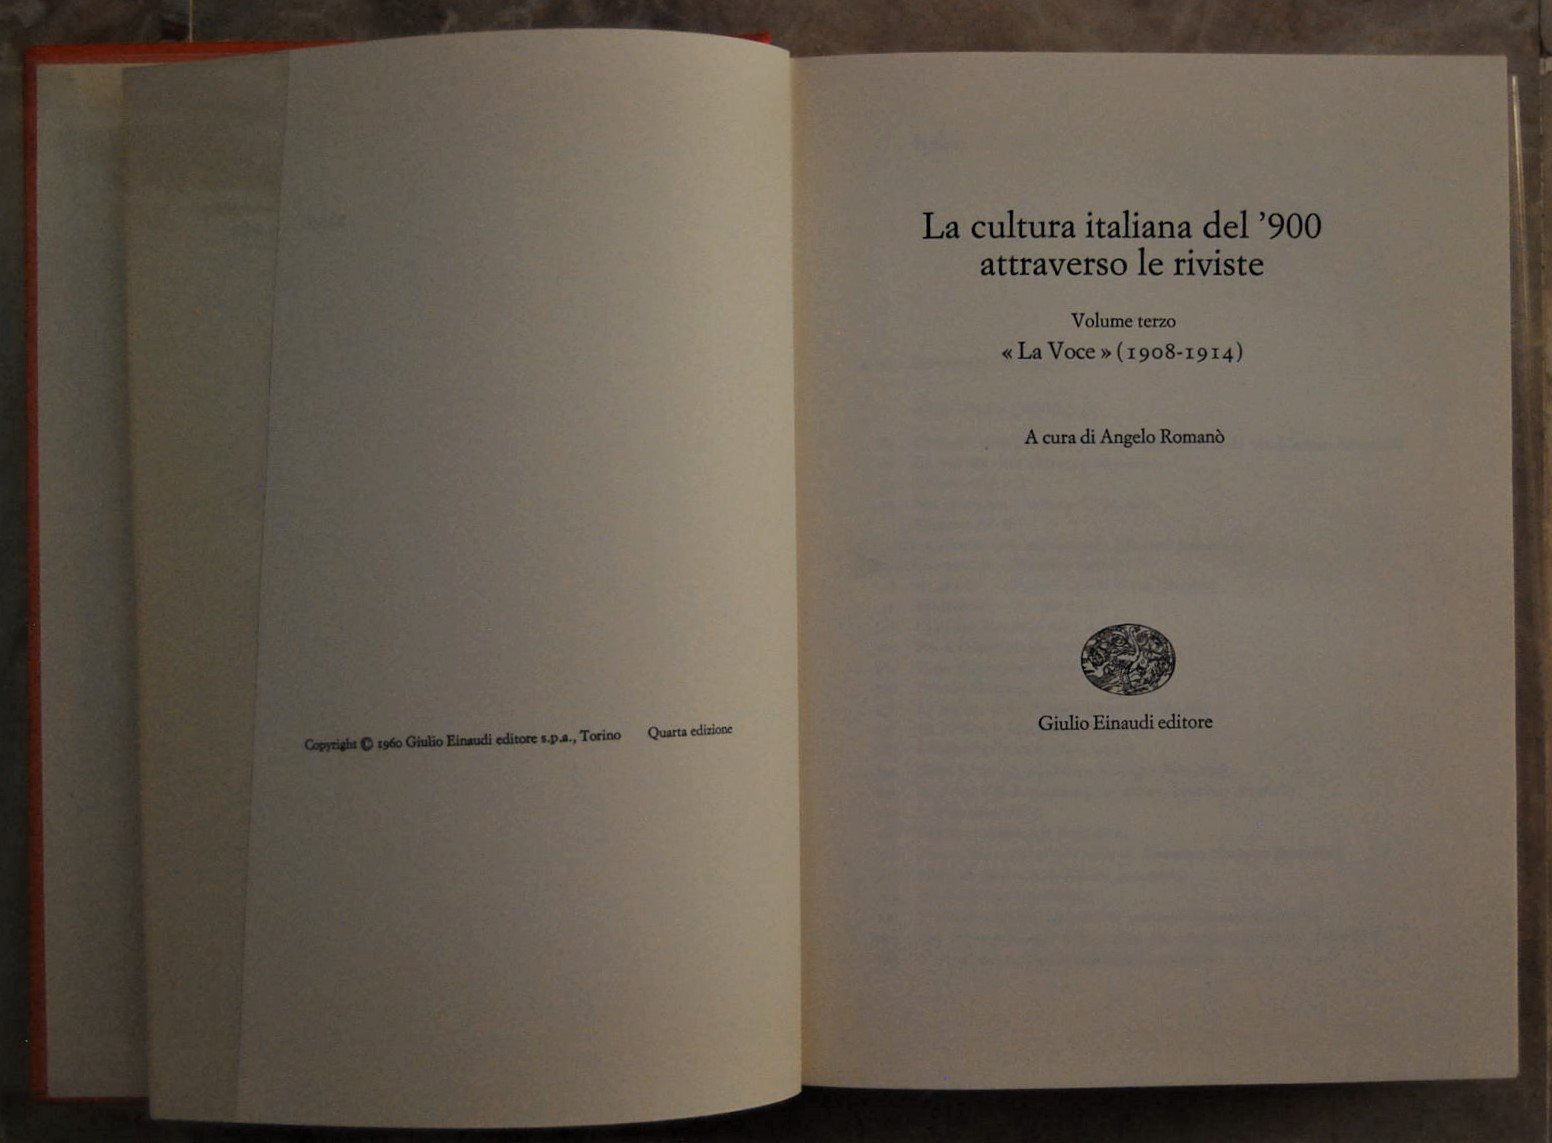 Copyright © 1960 Giulio Einaudi editore s.p.a., Torino Quarta edizione
La cultura italiana del ’900
attraverso le riviste
Volume terzo
« La Voce » (1908-1914)
A cura di Angelo Romanò
Giulio Einaudi editore